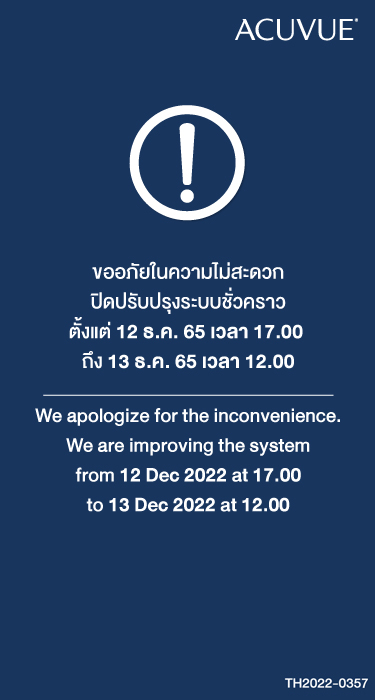 ACUVUE®
ขออภัยในความไม่สะดวก
ปิดปรับปรุงระบบชั่วคราว
ตั้งแต่ 12 ธ.ค. 65 เวลา 17.00
ถึง 13 ธ.ค. 65 เวลา 12.00
We apologize for the inconvenience.
We are improving the system
from 12 Dec 2022 at 17.00
to 13 Dec 2022 at 12.00
TH2022-0357